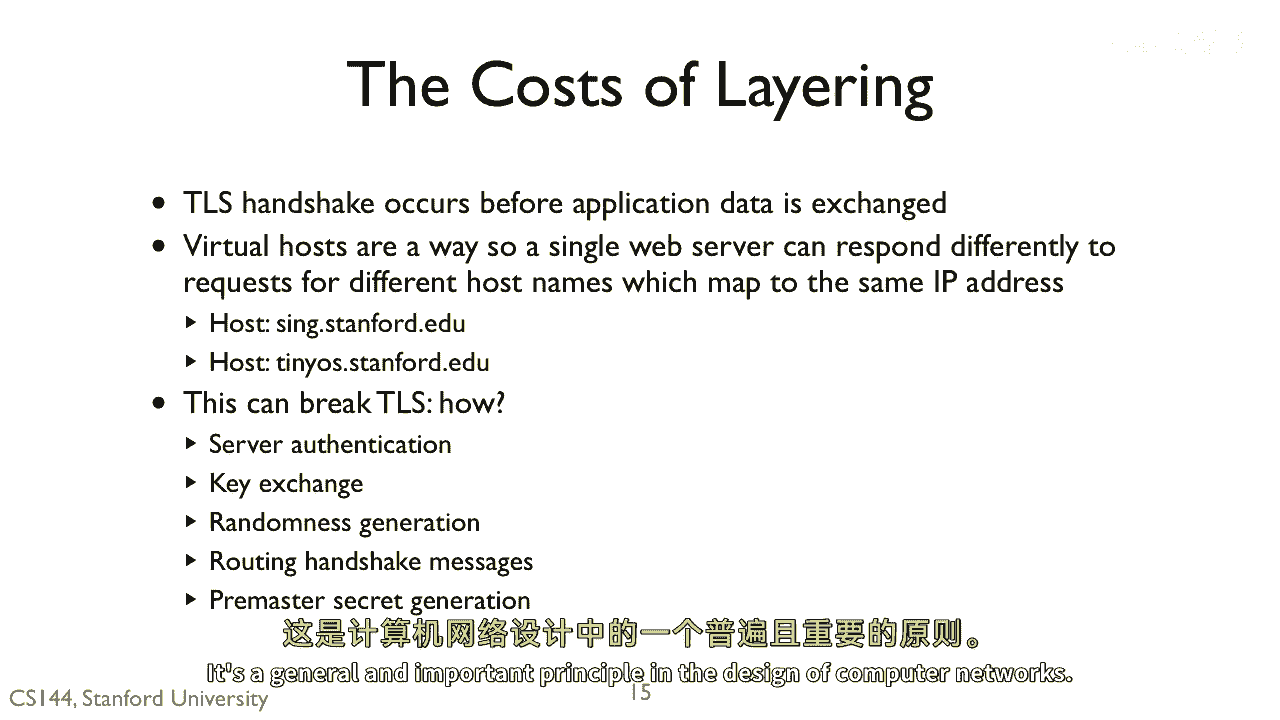 The Costs of Layering
• TLS handshake occurs before application data is exchanged
• Virtual hosts are a way so a single web server can respond differently to
requests for different host names which map to the same IP address
‣ Host: sing.stanford.edu
‣ Host: tinyos.stanford.edu
• This can break TLS: how?
‣ Server authentication
‣ Key exchange
‣ Randomness generation
‣ Routing handshake messages
‣ Premaster secret generation
这是计算机网络设计中的一个普遍且重要的原则。
It's a general and important principle in the design of computer networks.
CS144, Stanford University
15